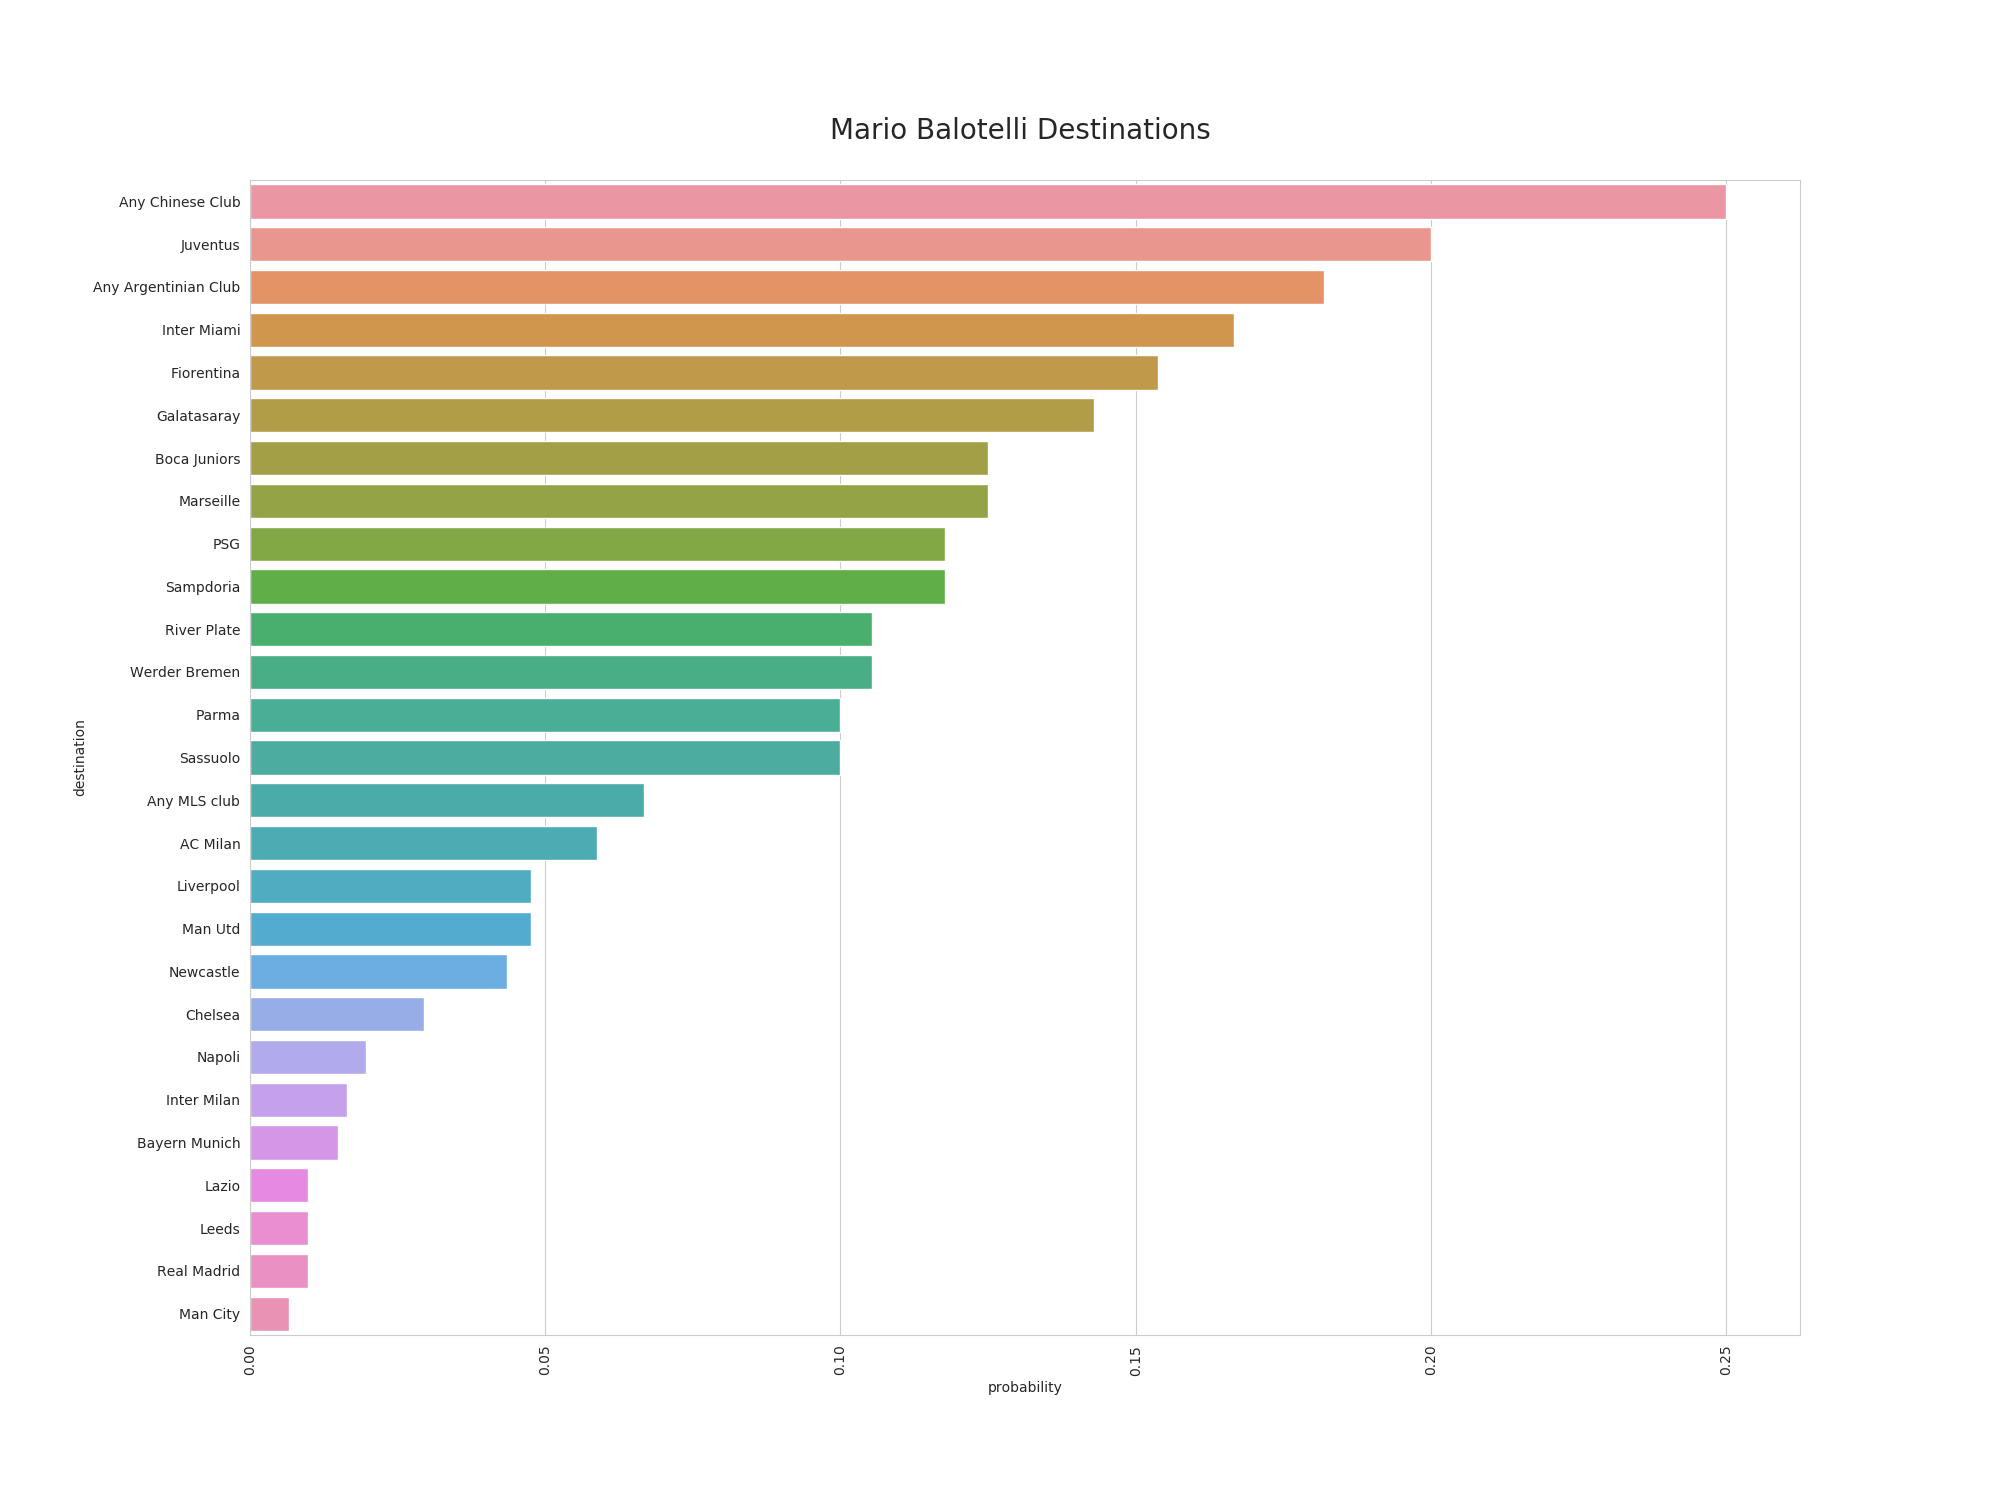 Mario Balotelli Destinations
Any Chinese Club
Juventus
Any Argentinian Club
Inter Miami
Fiorentina
Galatasaray
Boca Juniors
Marseille
PSG
Sampdoria
River Plate
Werder Bremen
Parma
Sassuolo
Any MLS club
AC Milan
Liverpool
Man Utd
Newcastle
Chelsea
Napoli
Inter Milan
Bayern Munich
Lazio
Leeds
Real Madrid
Man City
destination
0.00
0.05
0.10
0.15
0.20
0.25
probability